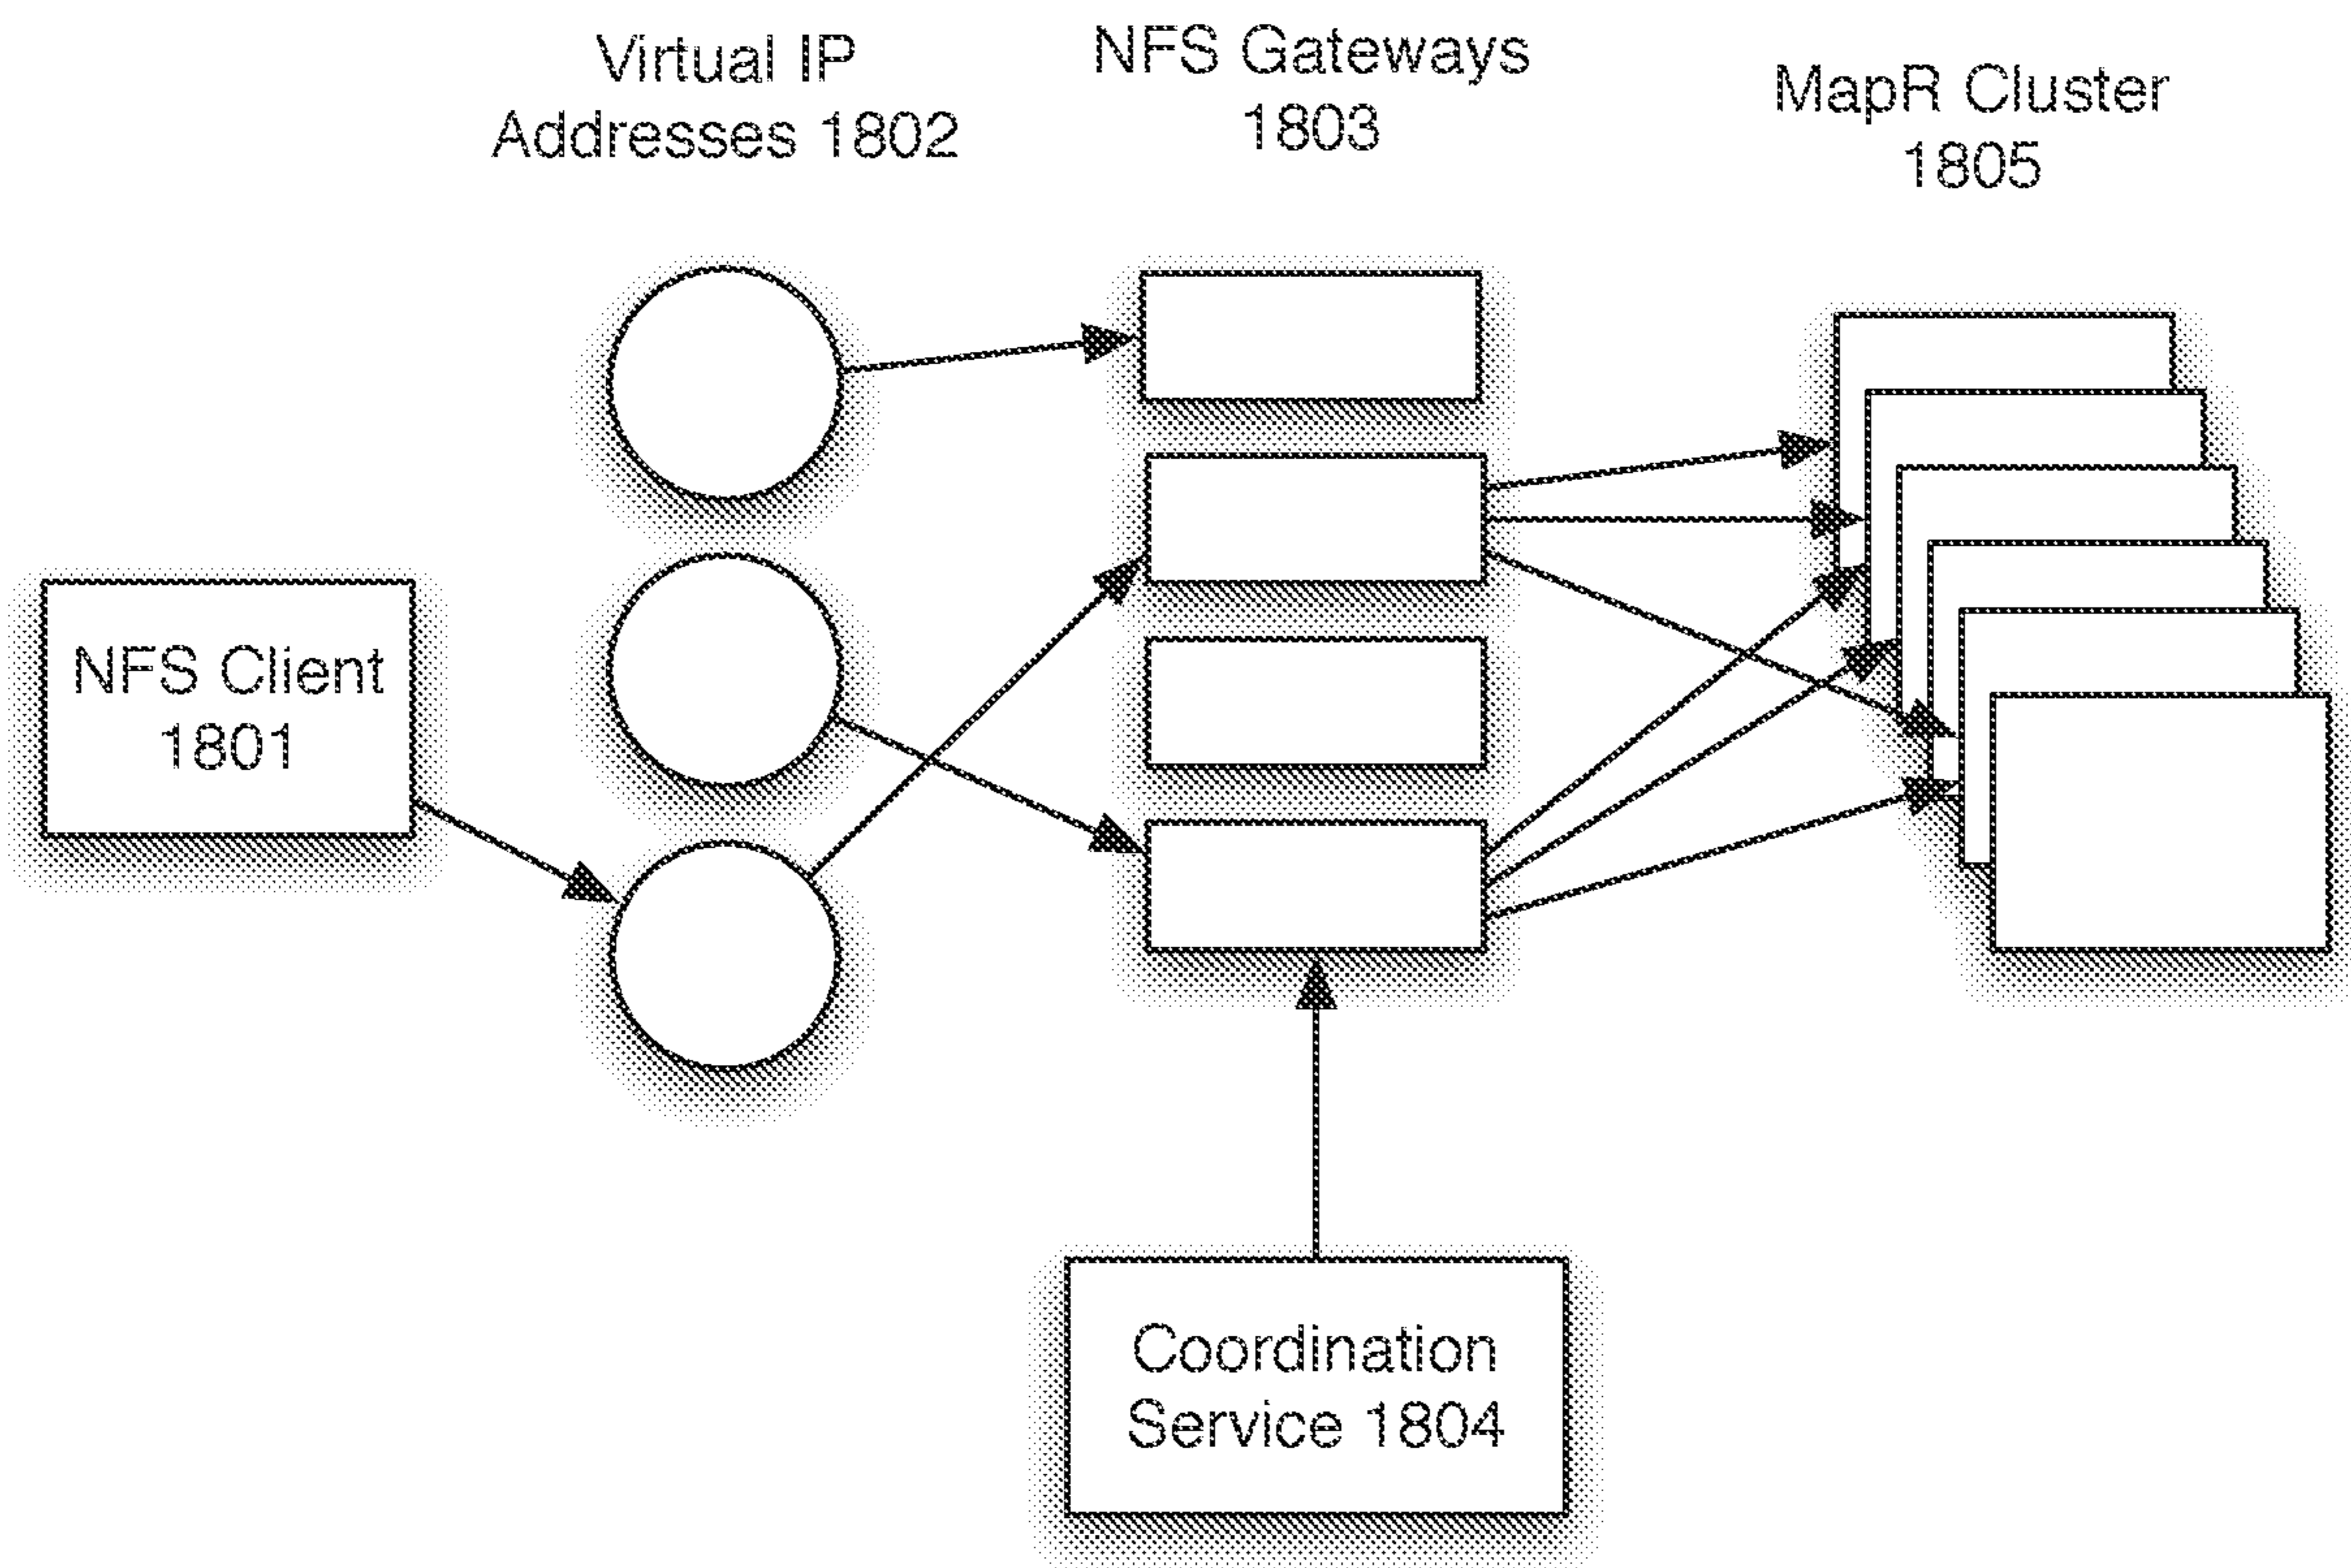 Virtual IP
Addresses 1802
NFS Gateways
1803
MapR Cluster
1805
NFS Client
1801
Coordination
Service 1804